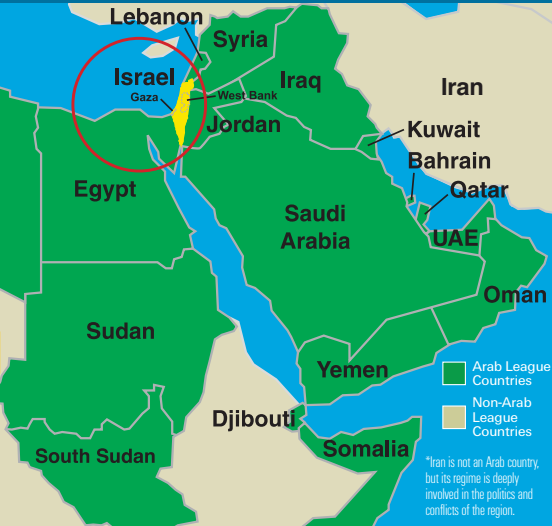 Lebanon
Syria
Israel
Iraq
Iran
Gaza
West Bank
Jordan
Kuwait
Bahrain
Egypt
Qatar
Saudi
Arabia
UAE
Oman
Sudan
Yemen
Arab League
Countries
Non-Arab
League
Countries
Djibouti
Somalia
South Sudan
*Iran is not an Arab country,
but its regime is deeply
involved in the politics and
conflicts of the region.